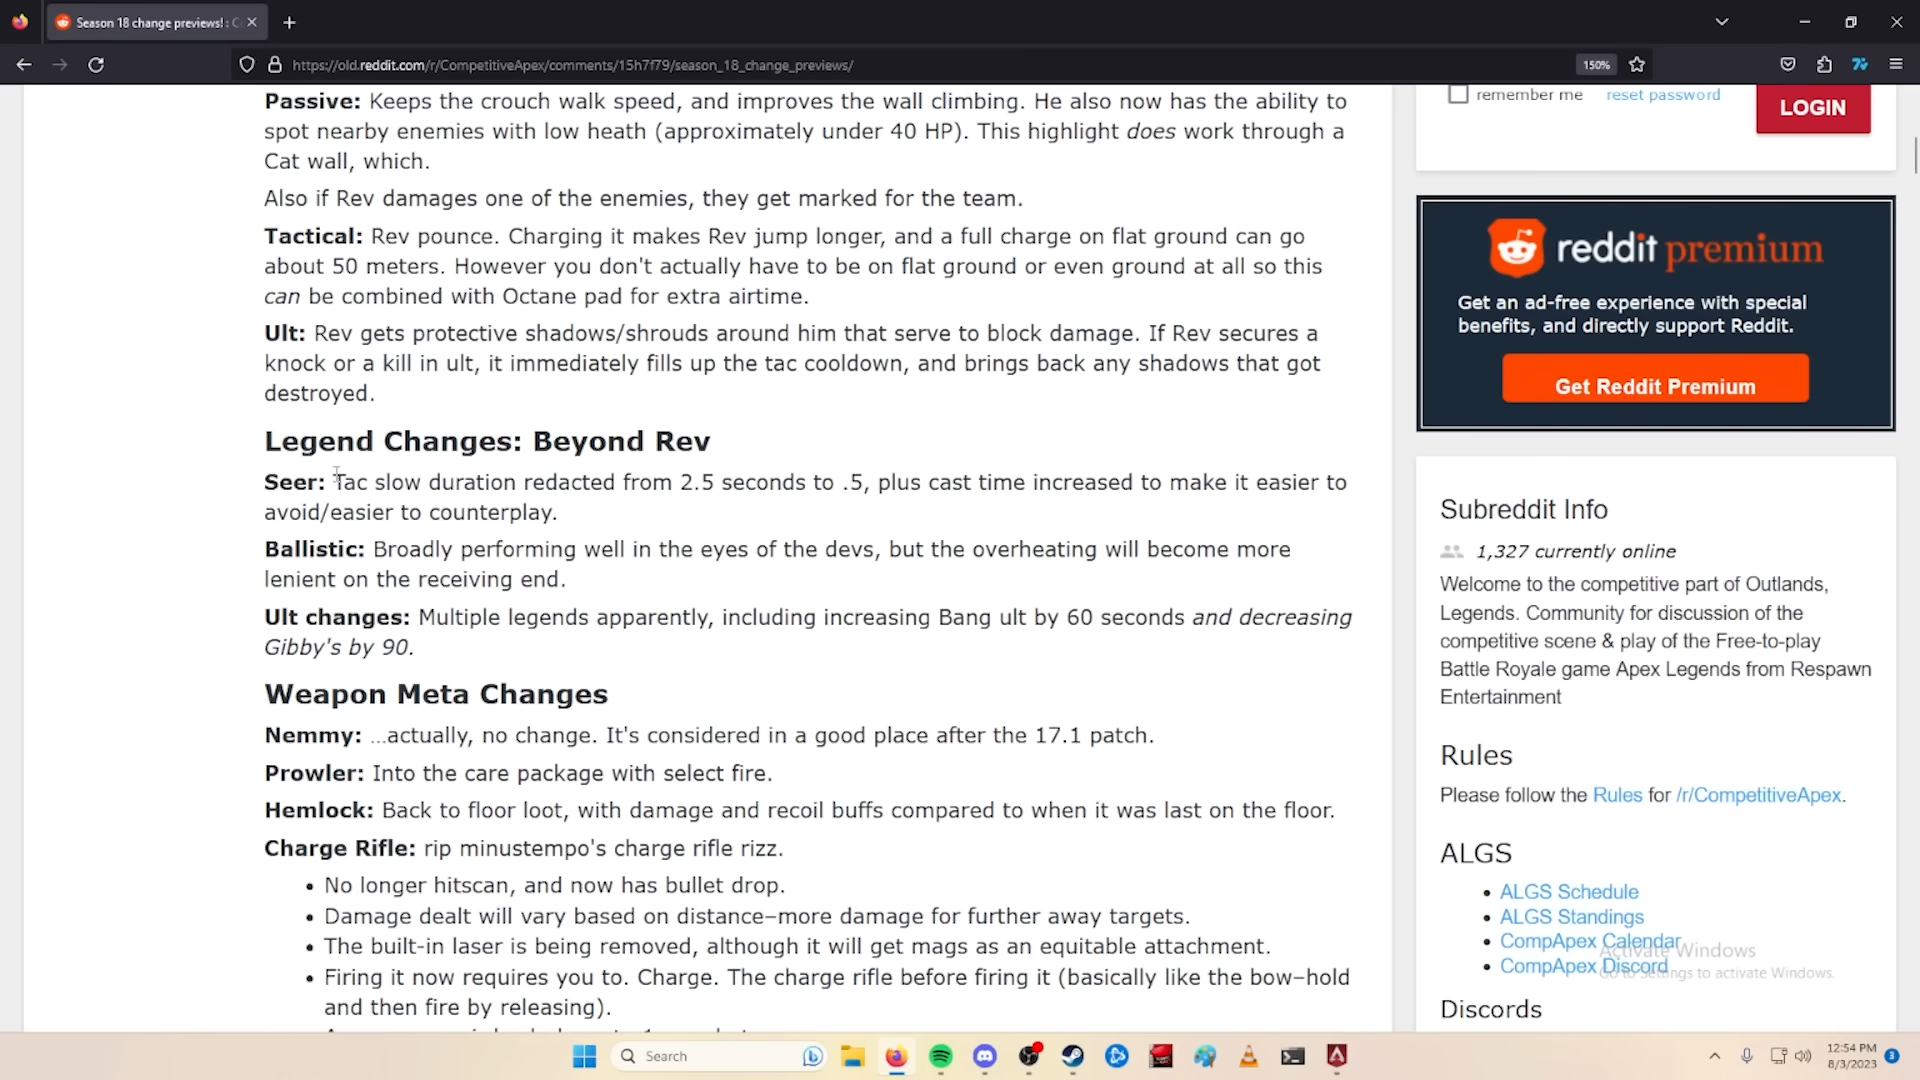 Season 18 change previews! : C
https://old.reddit.com/r/CompetitiveApex/comments/15h7f79/season_18_change_previews/
150%
Passive: Keeps the crouch walk speed, and improves the wall climbing. He also now has the ability to
spot nearby enemies with low heath (approximately under 40 HP). This highlight does work through a
Cat wall, which.
Also if Rev damages one of the enemies, they get marked for the team.
Tactical: Rev pounce. Charging it makes Rev jump longer, and a full charge on flat ground can go
about 50 meters. However you don't actually have to be on flat ground or even ground at all so this
can be combined with Octane pad for extra airtime.
Ult: Rev gets protective shadows/shrouds around him that serve to block damage. If Rev secures a
knock or a kill in ult, it immediately fills up the tac cooldown, and brings back any shadows that got
destroyed.
Legend Changes: Beyond Rev
Seer: Tac slow duration redacted from 2.5 seconds to .5, plus cast time increased to make it easier to
avoid/easier to counterplay.
Ballistic: Broadly performing well in the eyes of the devs, but the overheating will become more
lenient on the receiving end.
Ult changes: Multiple legends apparently, including increasing Bang ult by 60 seconds and decreasing
Gibby's by 90.
Weapon Meta Changes
Nemmy: ...actually, no change. It's considered in a good place after the 17.1 patch.
Prowler: Into the care package with select fire.
Hemlock: Back to floor loot, with damage and recoil buffs compared to when it was last on the floor.
Charge Rifle: rip minustempo's charge rifle rizz.
• No longer hitscan, and now has bullet drop.
• Damage dealt will vary based on distance–more damage for further away targets.
• The built-in laser is being removed, although it will get mags as an equitable attachment.
• Firing it now requires you to. Charge. The charge rifle before firing it (basically like the bow–hold
and then fire by releasing).
remember me
reset password
LOGIN
reddit premium
Get an ad-free experience with special
benefits, and directly support Reddit.
Get Reddit Premium
Subreddit Info
1,327 currently online
Welcome to the competitive part of Outlands,
Legends. Community for discussion of the
competitive scene & play of the Free-to-play
Battle Royale game Apex Legends from Respawn
Entertainment
Rules
Please follow the Rules for /r/CompetitiveApex.
ALGS
• ALGS Schedule
• ALGS Standings
• CompApex Calendar
• CompApex Discord
Activate Windows
Go to Settings to activate Windows.
Discords
Search
12:54 PM
8/3/2023
3